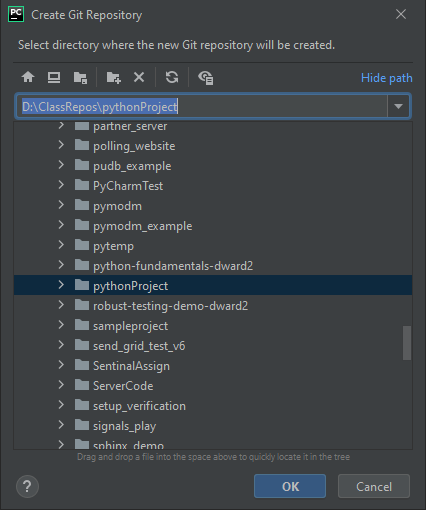 PC Create Git Repository
Select directory where the new Git repository will be created.
Hide path
D:\ClassRepos\pythonProject
partner_server
polling_website
pudb_example
PyCharmTest
pymodm
pymodm_example
pytemp
python-fundamentals-dward2
pythonProject
robust-testing-demo-dward2
sampleproject
send_grid_test_v6
SentinalAssign
ServerCode
setup_verification
signals_play
sphinx_demo
Drag and drop a file into the space above to quickly locate it in the tree
? OK Cancel